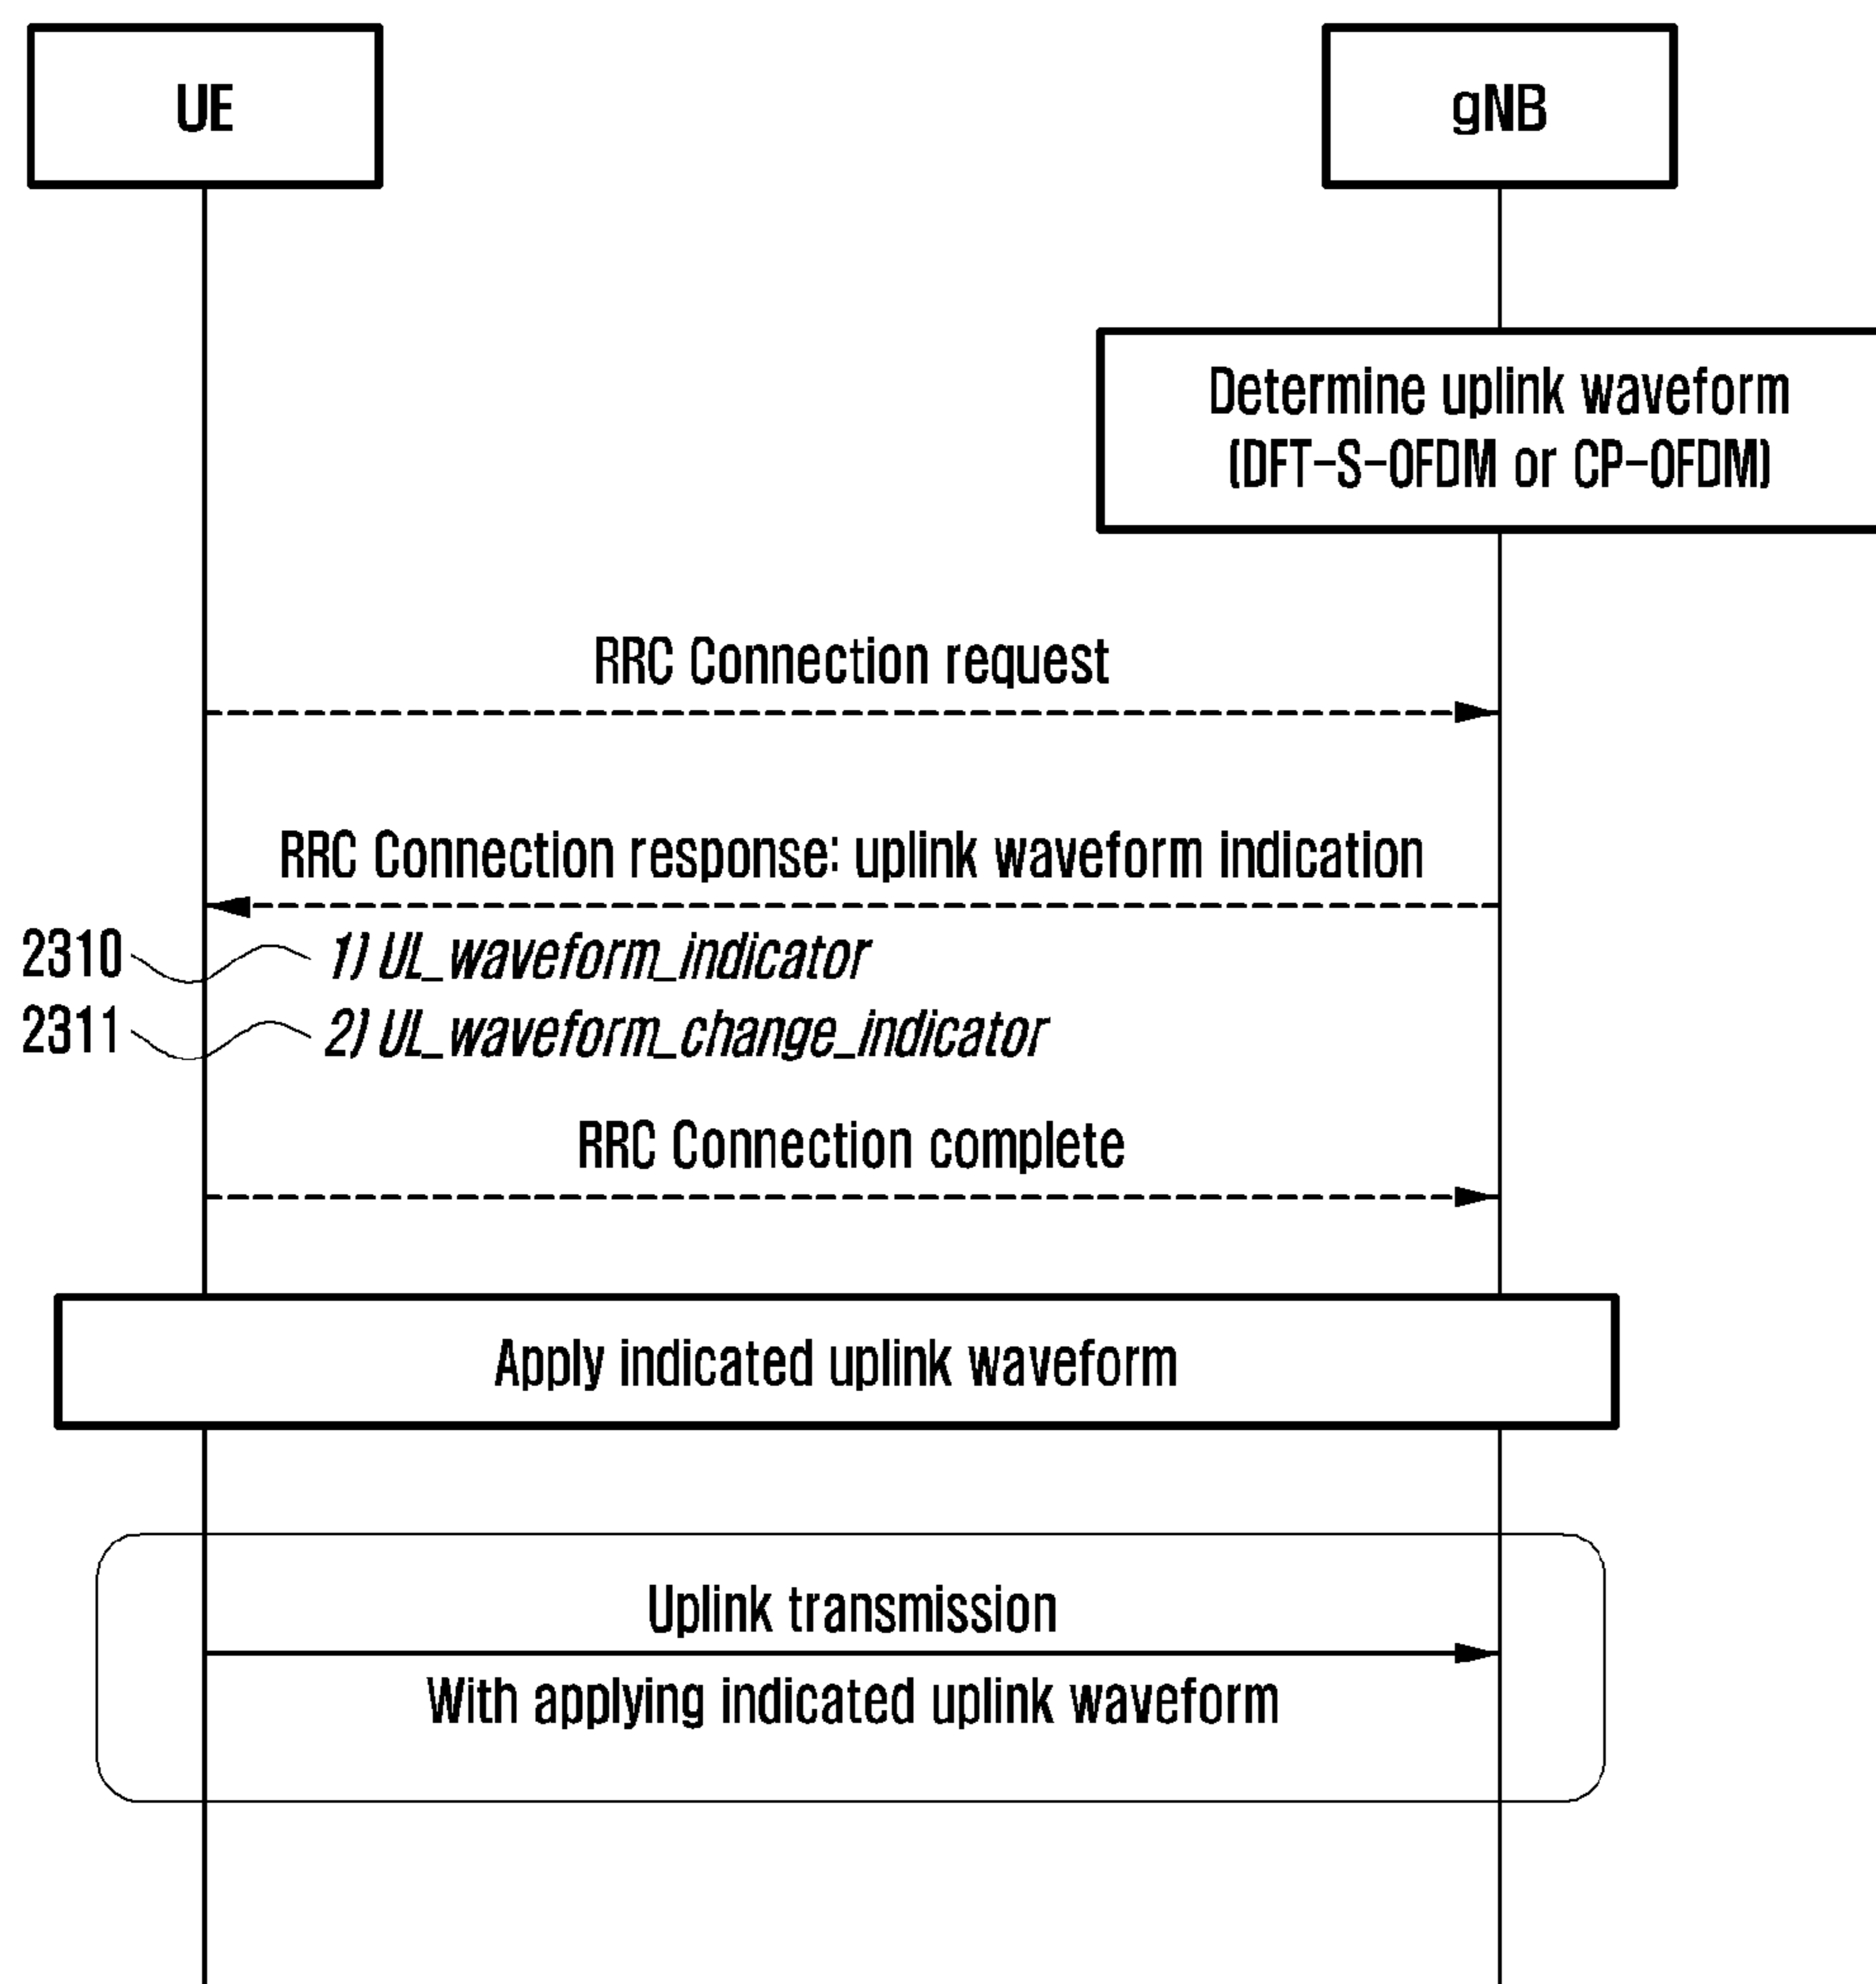 UE
gNB
Determine uplink waveform
(DFT-S-OFDM or CP-OFDM)
RRC Connection request
RRC Connection response: uplink waveform indication
2310 1) UL_waveform_indicator
2311 2) UL_waveform_change_indicator
RRC Connection complete
Apply indicated uplink waveform
Uplink transmission
With applying indicated uplink waveform